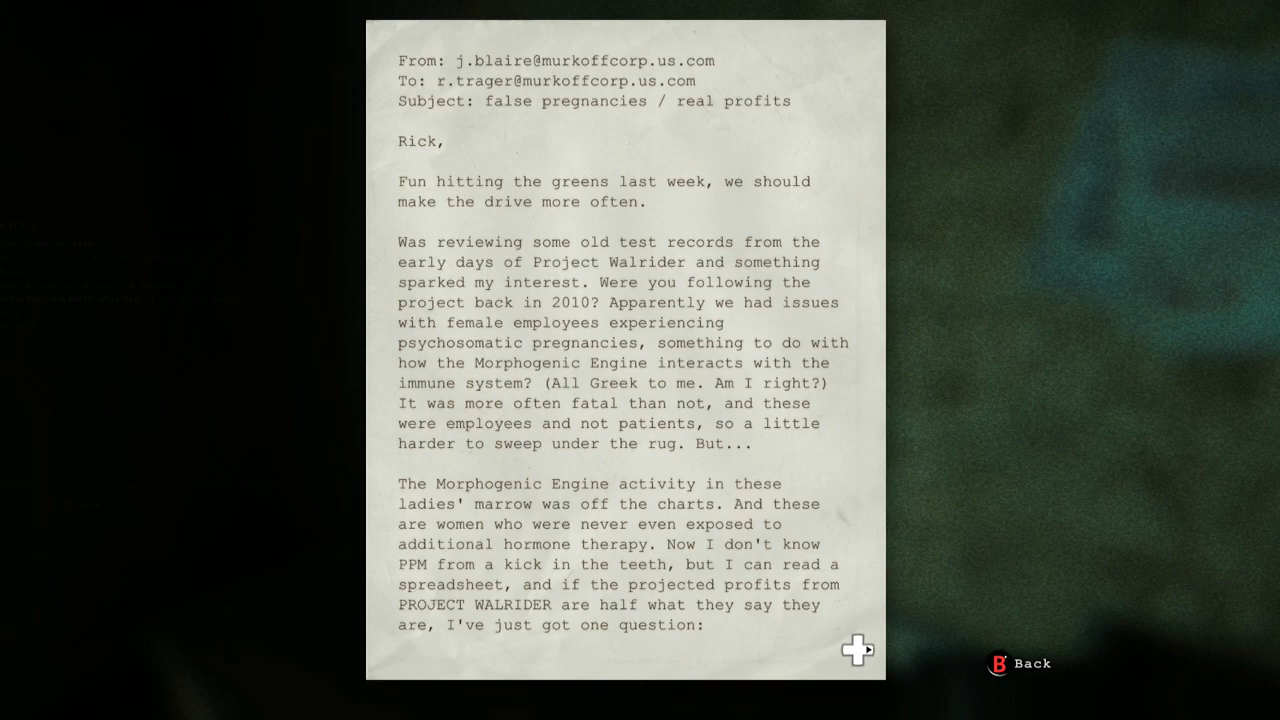 From: j.blaire@murkoffcorp.us.com
To: r.trager@murkoffcorp.us.com
Subject: false pregnancies / real profits
Rick,
Fun hitting the greens last week, we should
make the drive more often.
Was reviewing some old test records from the
early days of Project Walrider and something
sparked my interest. Were you following the
project back in 2010? Apparently we had issues
with female employees experiencing
psychosomatic pregnancies, something to do with
how the Morphogenic Engine interacts with the
immune system? (All Greek to me. Am I right?)
It was more often fatal than not, and these
were employees and not patients, so a little
harder to sweep under the rug. But...
The Morphogenic Engine activity in these
ladies' marrow was off the charts. And these
are women who were never even exposed to
additional hormone therapy. Now I don't know
PPM from a kick in the teeth, but I can read a
spreadsheet, and if the projected profits from
PROJECT WALRIDER are half what they say they
are, I've just got one question:
B Back